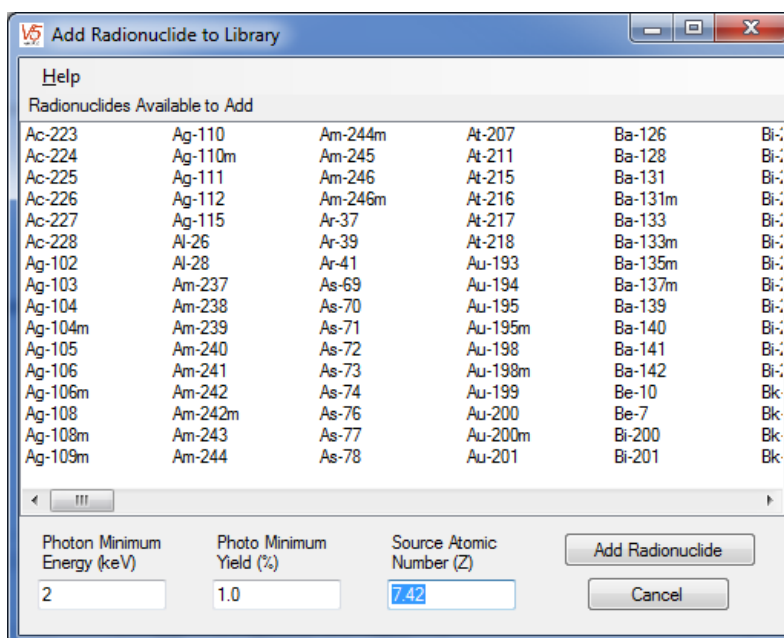 V5 Add Radionuclide to Library
Help
Radionuclides Available to Add
Ac-223 Ag-110 Am-244m At-207 Ba-126
Ac-224 Ag-110m Am-245 At-211 Ba-128
Ac-225 Ag-111 Am-246 At-215 Ba-131
Ac-226 Ag-112 Am-246m At-216 Ba-131m
Ac-227 Ag-115 Ar-37 At-217 Ba-133
Ac-228 Al-26 Ar-39 At-218 Ba-133m
Ag-102 Al-28 Ar-41 Au-193 Ba-135m
Ag-103 Am-237 As-69 Au-194 Ba-137m
Ag-104 Am-238 As-70 Au-195 Ba-139
Ag-104m Am-239 As-71 Au-195m Ba-140
Ag-105 Am-240 As-72 Au-198 Ba-141
Ag-106 Am-241 As-73 Au-198m Ba-142
Ag-106m Am-242 As-74 Au-199 Be-10
Ag-108 Am-242m As-76 Au-200 Be-7
Ag-108m Am-243 As-77 Au-200m Bi-200
Ag-109m Am-244 As-78 Au-201 Bi-201
Photon Minimum Photo Minimum Source Atomic
Energy (keV) Yield (%) Number (Z) Add Radionuclide
2 1.0 7.42 Cancel